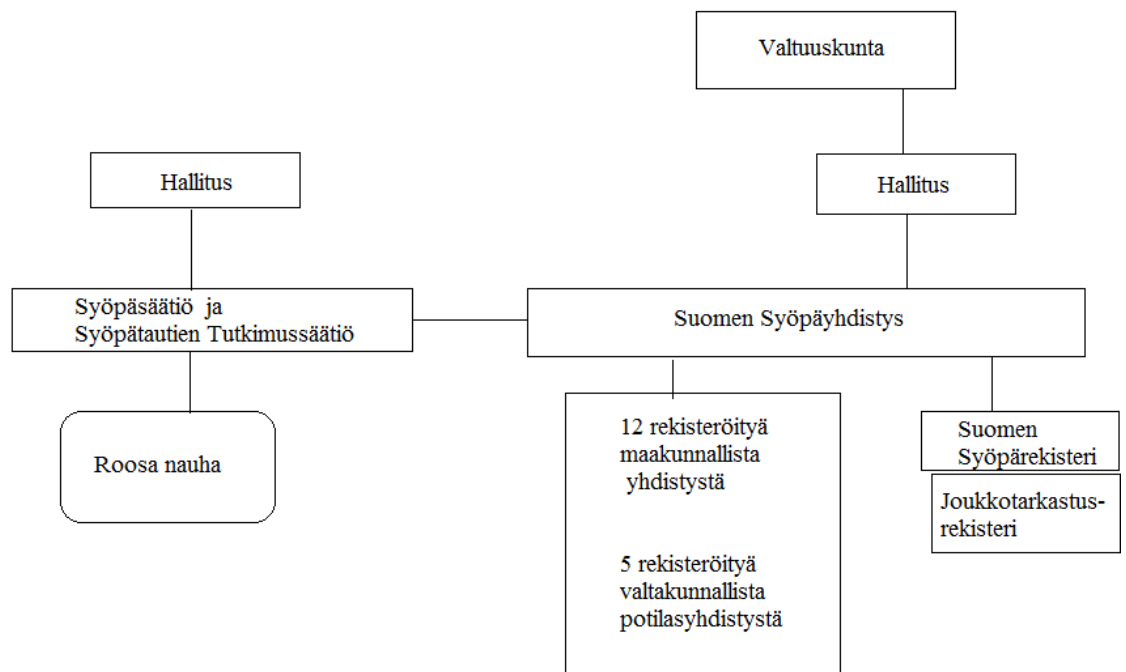 Valtuuskunta
Hallitus
Hallitus
Syöpäsäätiö ja
Syöpätautien Tutkimussäätiö
Suomen Syöpäyhdistys
Roosa nauha
12 rekisteröityä
maakunnallista
yhdistystä
5 rekisteröityä
valtakunnallista
potilasyhdistystä
Suomen
Syöpärekisteri
Joukkotarkastus-
rekisteri